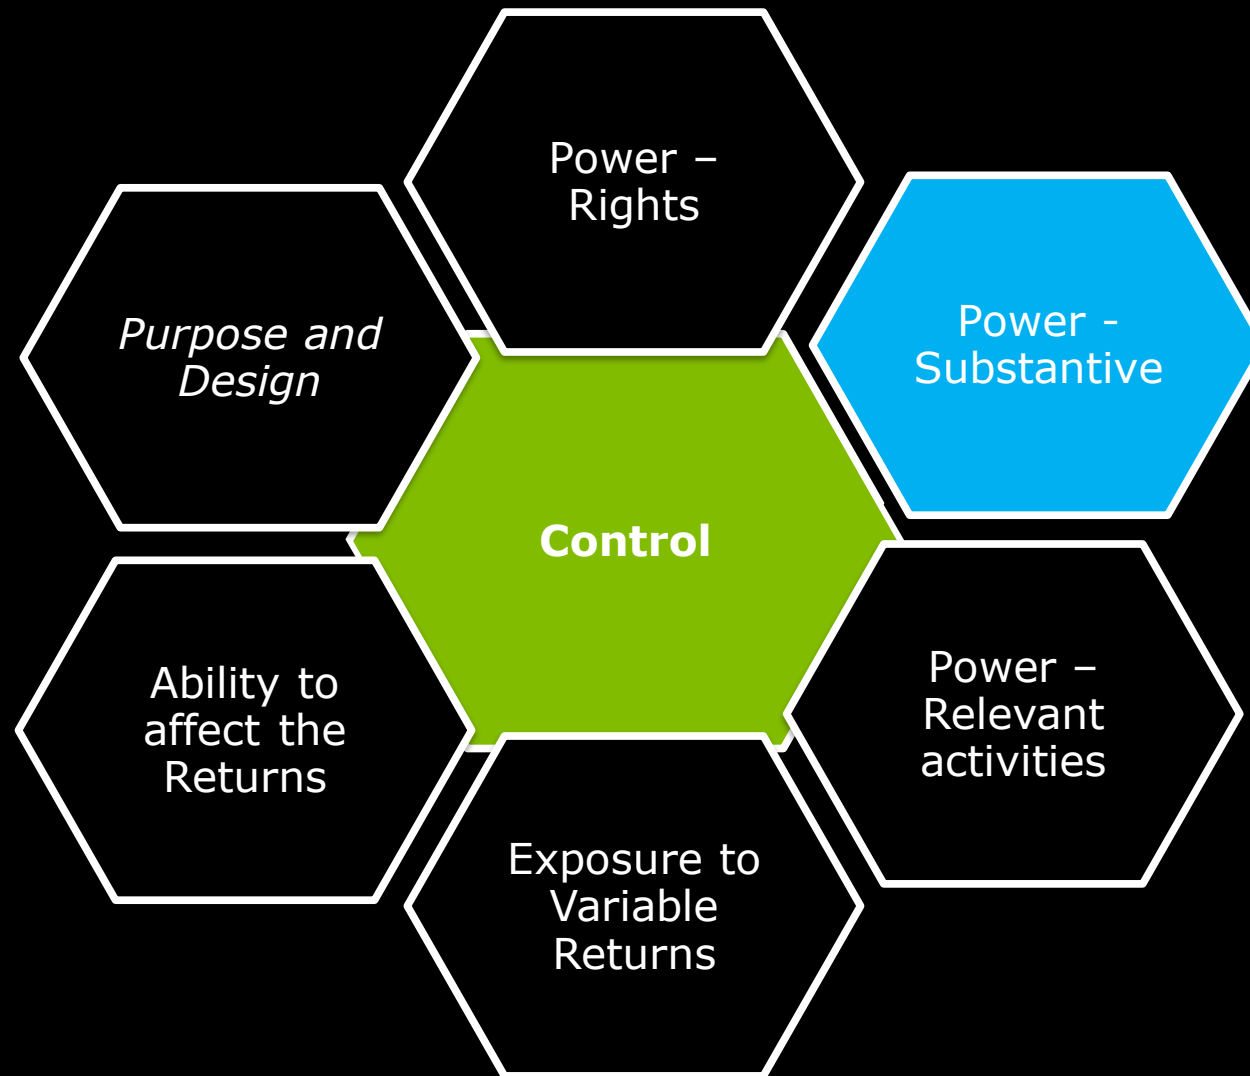 Power –
Rights
Power -
Substantive
Purpose and
Design
Control
Power –
Relevant
activities
Ability to
affect the
Returns
Exposure to
Variable
Returns